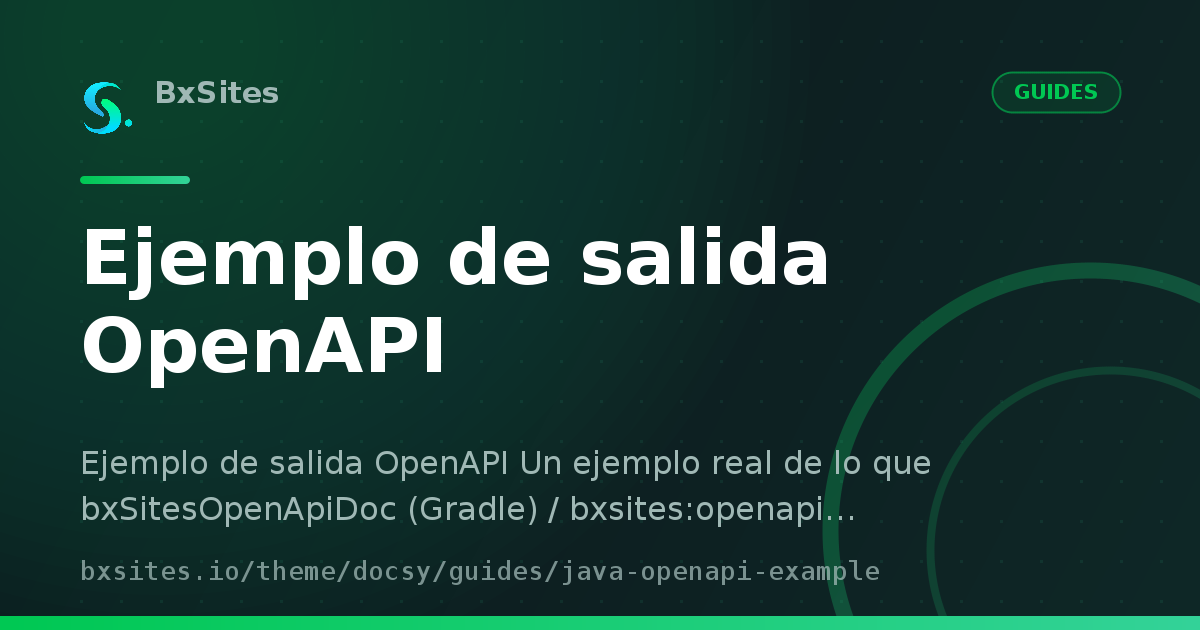 BxSites
GUIDES
Ejemplo de salida
OpenAPI
Ejemplo de salida OpenAPI Un ejemplo real de lo que
bxSitesOpenApiDoc (Gradle) / bxsites:openapi…
bxsites.io/theme/docsy/guides/java-openapi-example